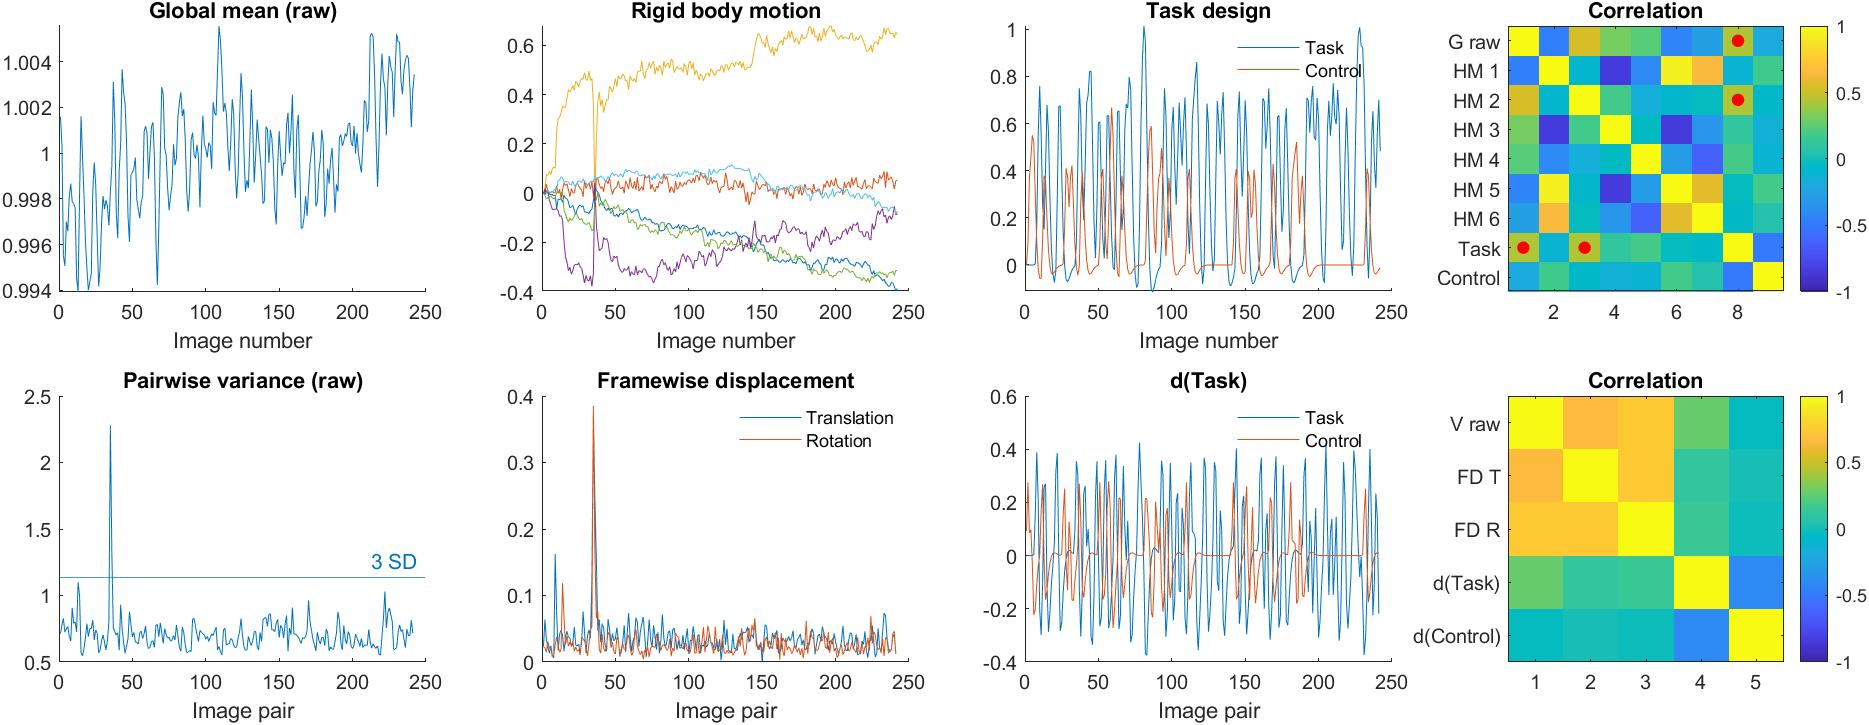 Global mean (raw)
1.004
1.002
1
0.998
0.996
0.994
0 50 100 150 200 250
Image number
Rigid body motion
0.6
0.4
0.2
0
-0.2
-0.4
0 50 100 150 200 250
Image number
Task design
1
0.8
0.6
0.4
0.2
0
Task
Control
0 50 100 150 200 250
Image number
Correlation
G raw
HM 1
HM 2
HM 3
HM 4
HM 5
HM 6
Task
Control
2 4 6 8
1
0.5
0
-0.5
-1
Pairwise variance (raw)
2.5
2
1.5
1
0.5
3 SD
0 50 100 150 200 250
Image pair
Framewise displacement
0.4
0.3
0.2
0.1
0
Translation
Rotation
0 50 100 150 200 250
Image pair
d(Task)
0.6
0.4
0.2
0
-0.2
-0.4
Task
Control
0 50 100 150 200 250
Image pair
Correlation
V raw
FD T
FD R
d(Task)
d(Control)
1 2 3 4 5
1
0.5
0
-0.5
-1